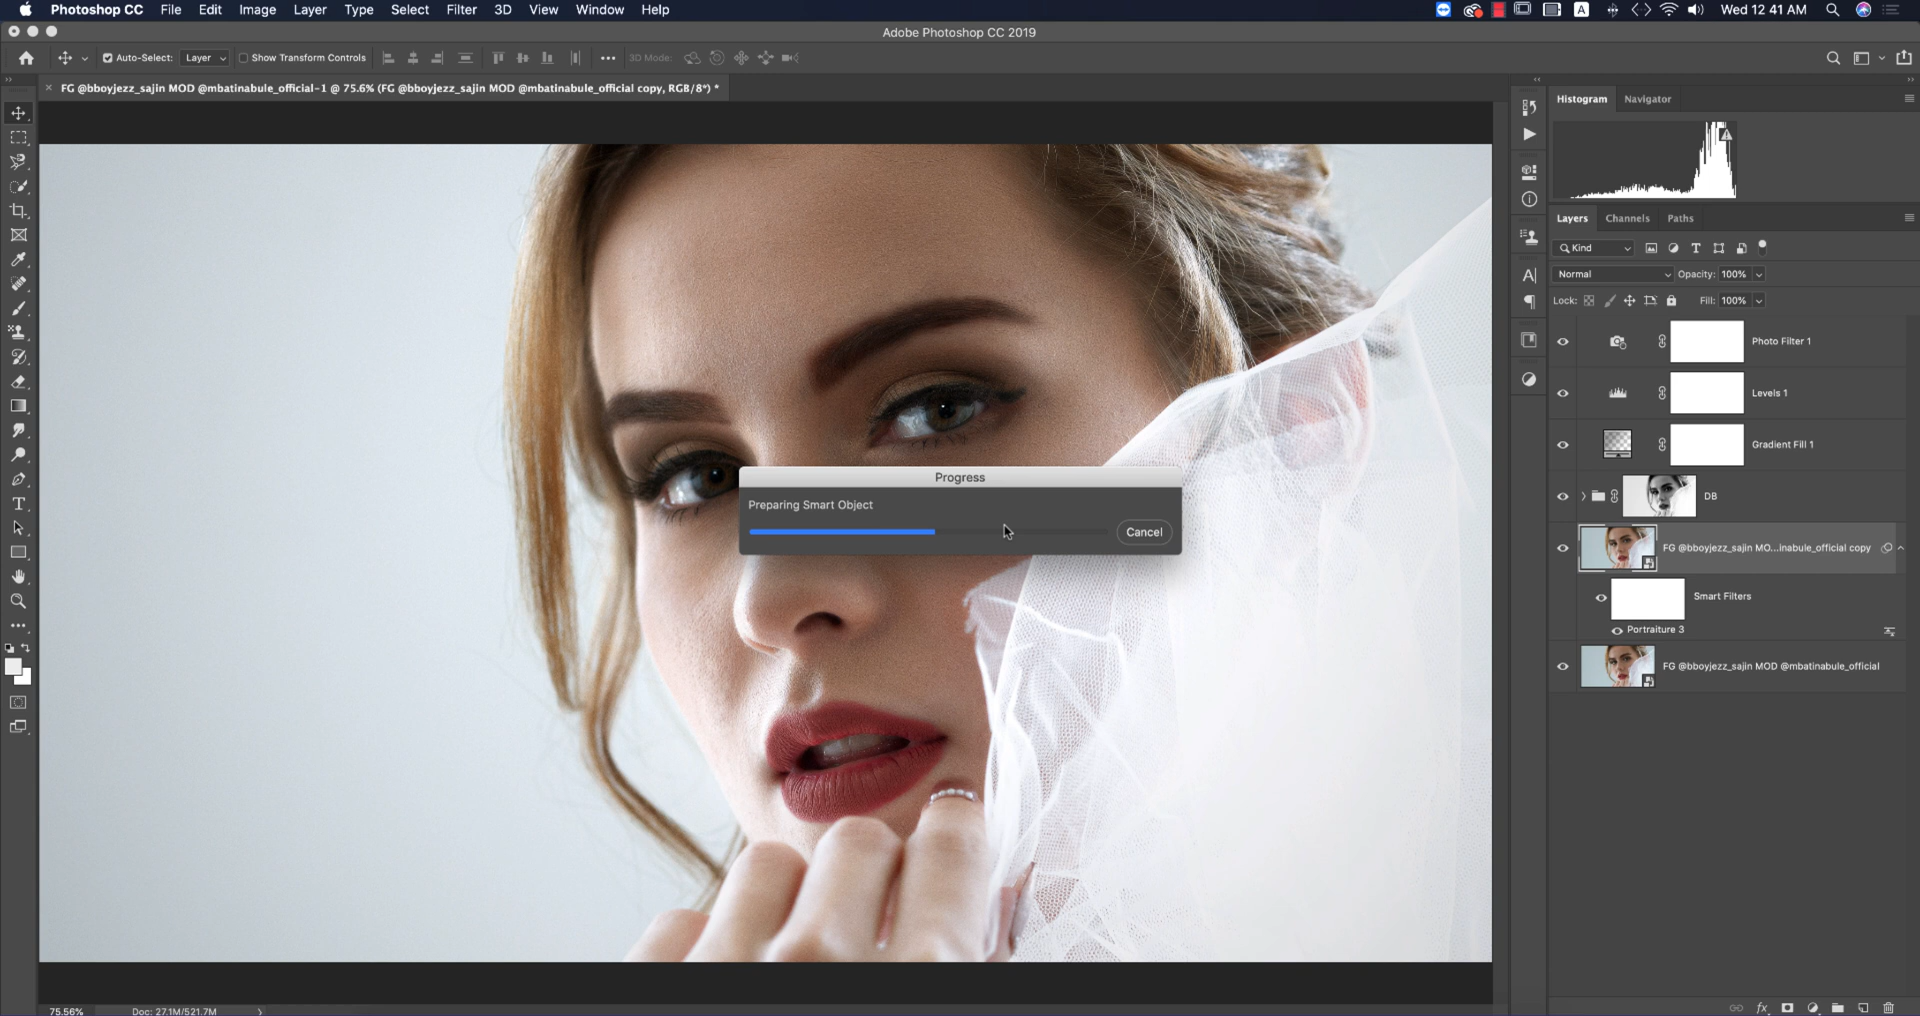 Photoshop CC File Edit Image Layer Type Select Filter 3D View Window Help A Wed 12 41 AM
Adobe Photoshop CC 2019
Auto-Select: Layer Show Transform Controls 3D Mode:
FG @bboyjezz_sajin MOD @mbatinabule_official-1 @ 75.6% (FG @bboyjezz_sajin MOD @mbatinabule_official copy, RGB/8*) *
Histogram Navigator
Layers Channels Paths
Kind
Normal Opacity: 100%
Lock: Fill: 100%
Photo Filter 1
Levels 1
Gradient Fill 1
DB
FG @bboyjezz_sajin MO...inabule_official copy
Smart Filters
Portraiture 3
FG @bboyjezz_sajin MOD @mbatinabule_official
Progress
Preparing Smart Object
Cancel
75.56% Doc: 27.1M/521.7M